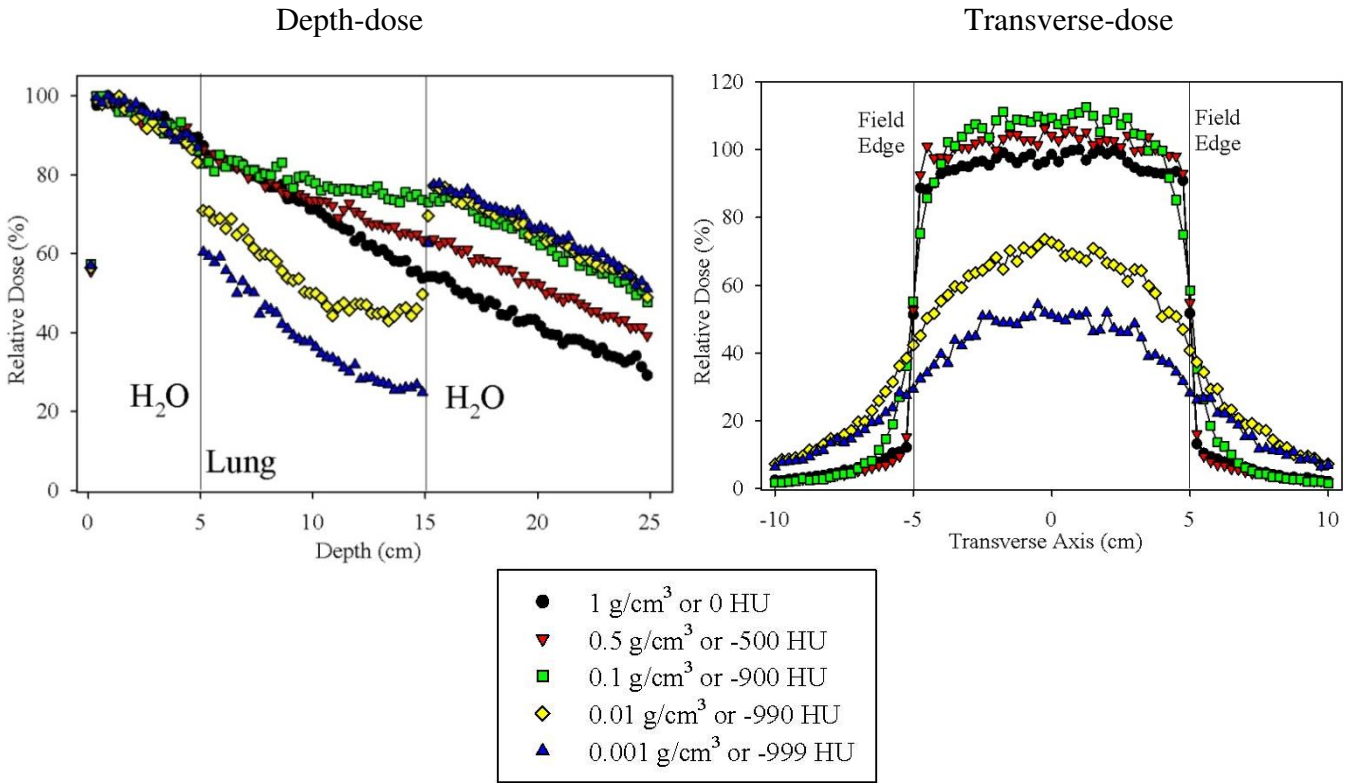 Depth-dose
Transverse-dose
100
80
60
40
20
0
Relative Dose (%)
H₂O
Lung
H₂O
0 5 10 15 20 25
Depth (cm)
120
100
80
60
40
20
0
Relative Dose (%)
Field
Edge
Field
Edge
-10 -5 0 5 10
Transverse Axis (cm)
1 g/cm³ or 0 HU
0.5 g/cm³ or -500 HU
0.1 g/cm³ or -900 HU
0.01 g/cm³ or -990 HU
0.001 g/cm³ or -999 HU